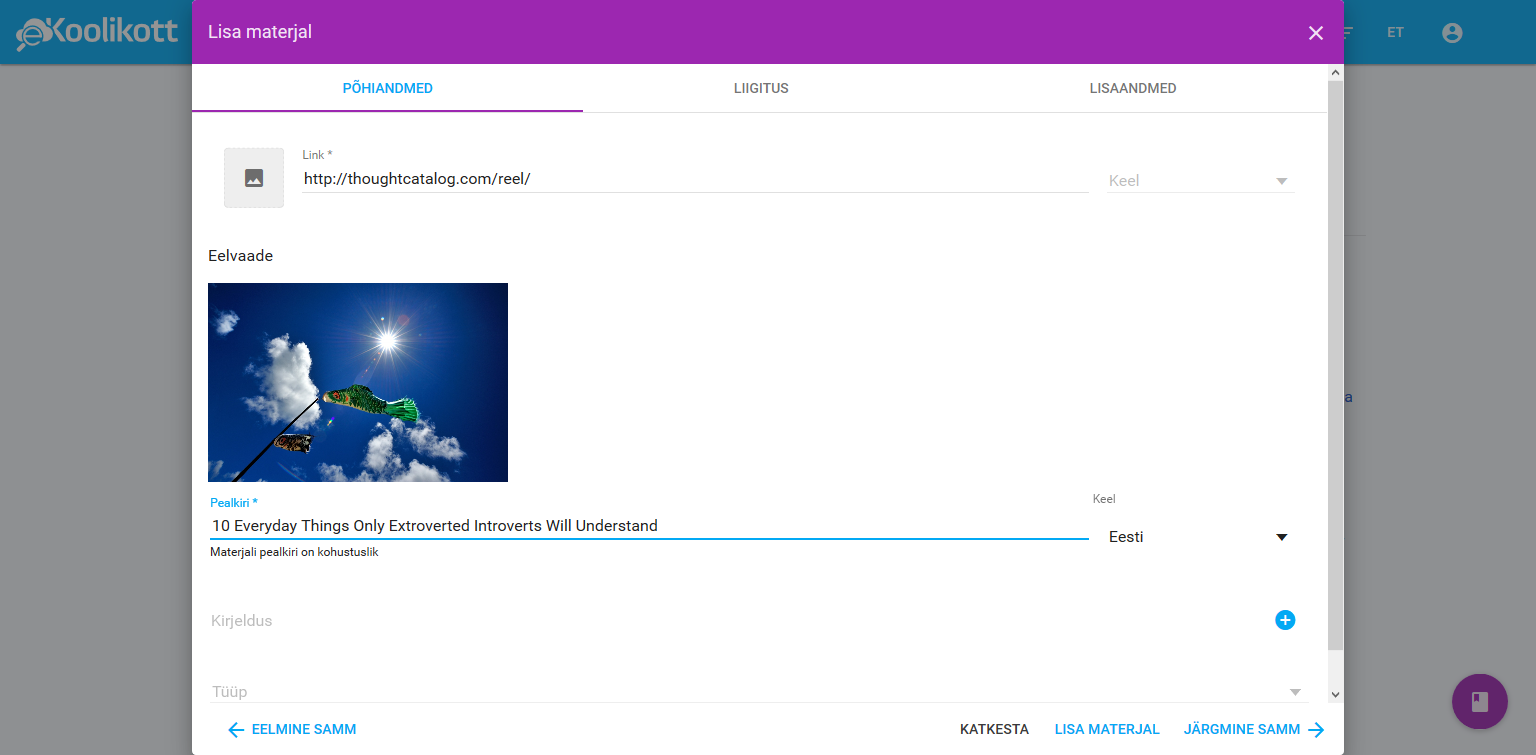 eKoolikott
Lisa materjal
ET
PÕHIANDMED
LIIGITUS
LISAANDMED
Link *
http://thoughtcatalog.com/reel/
Keel
Eelvaade
a
Pealkiri *
Keel
10 Everyday Things Only Extroverted Introverts Will Understand
Eesti
Materjali pealkiri on kohustuslik
Kirjeldus
Tüüp
EELMINE SAMM
KATKESTA
LISA MATERJAL
JÄRGMINE SAMM